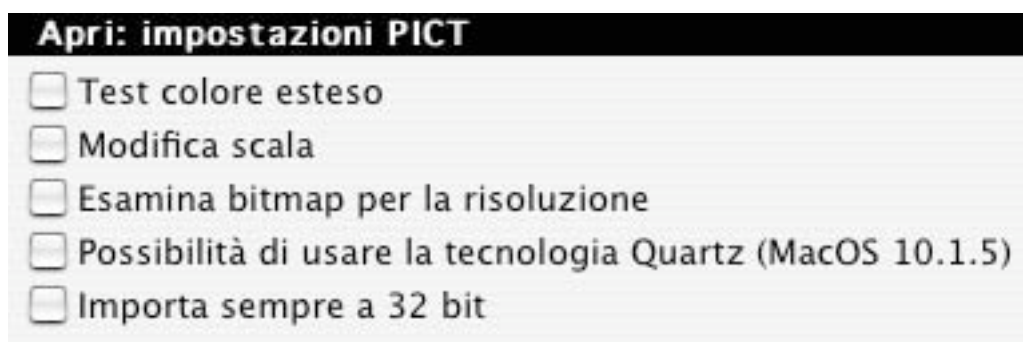 Apri: impostazioni PICT
Test colore esteso
Modifica scala
Esamina bitmap per la risoluzione
Possibilità di usare la tecnologia Quartz (MacOS 10.1.5)
Importa sempre a 32 bit